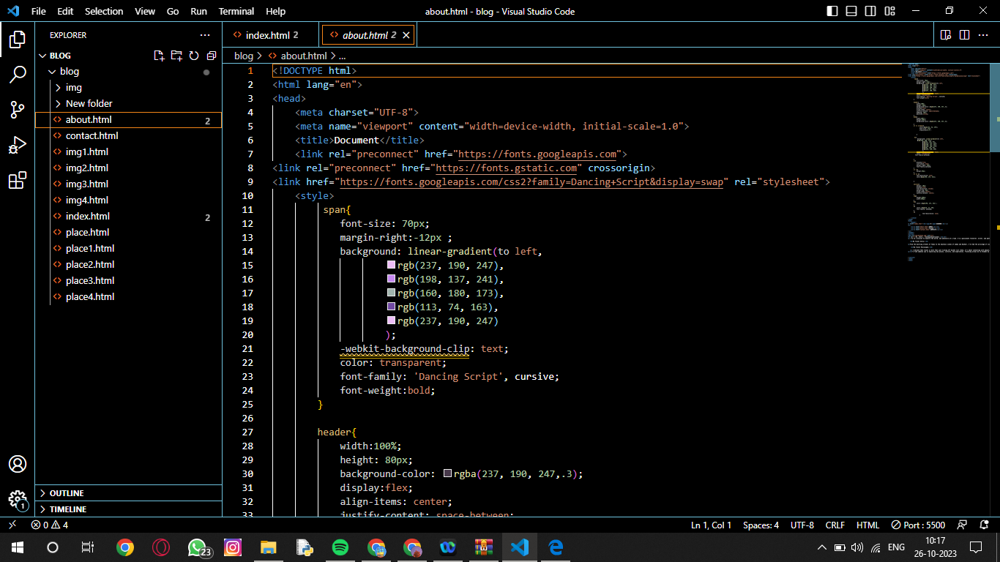 File Edit Selection View Go Run Terminal Help
about.html - blog - Visual Studio Code
EXPLORER
BLOG
blog
img
New folder
about.html 2
contact.html
img1.html
img2.html
img3.html
img4.html
index.html 2
place.html
place1.html
place2.html
place3.html
place4.html
OUTLINE
TIMELINE
index.html 2
about.html 2
blog > about.html > ...
1 <!DOCTYPE html>
2 <html lang="en">
3 <head>
4 <meta charset="UTF-8">
5 <meta name="viewport" content="width=device-width, initial-scale=1.0">
6 <title>Document</title>
7 <link rel="preconnect" href="https://fonts.googleapis.com">
8 <link rel="preconnect" href="https://fonts.gstatic.com" crossorigin>
9 <link href="https://fonts.googleapis.com/css2?family=Dancing+Script&display=swap" rel="stylesheet">
10 <style>
11 span{
12 font-size: 70px;
13 margin-right:-12px ;
14 background: linear-gradient(to left,
15 rgb(237, 190, 247),
16 rgb(198, 137, 241),
17 rgb(160, 180, 173),
18 rgb(113, 74, 163),
19 rgb(237, 190, 247)
20 );
21 -webkit-background-clip: text;
22 color: transparent;
23 font-family: 'Dancing Script', cursive;
24 font-weight:bold;
25 }
26
27 header{
28 width:100%;
29 height: 80px;
30 background-color: rgba(237, 190, 247,.3);
31 display:flex;
32 align-items: center;
33 justify-content: space-between;
1
0 4
Ln 1, Col 1 Spaces: 4 UTF-8 CRLF HTML Port : 5500
23
ENG
10:17
26-10-2023